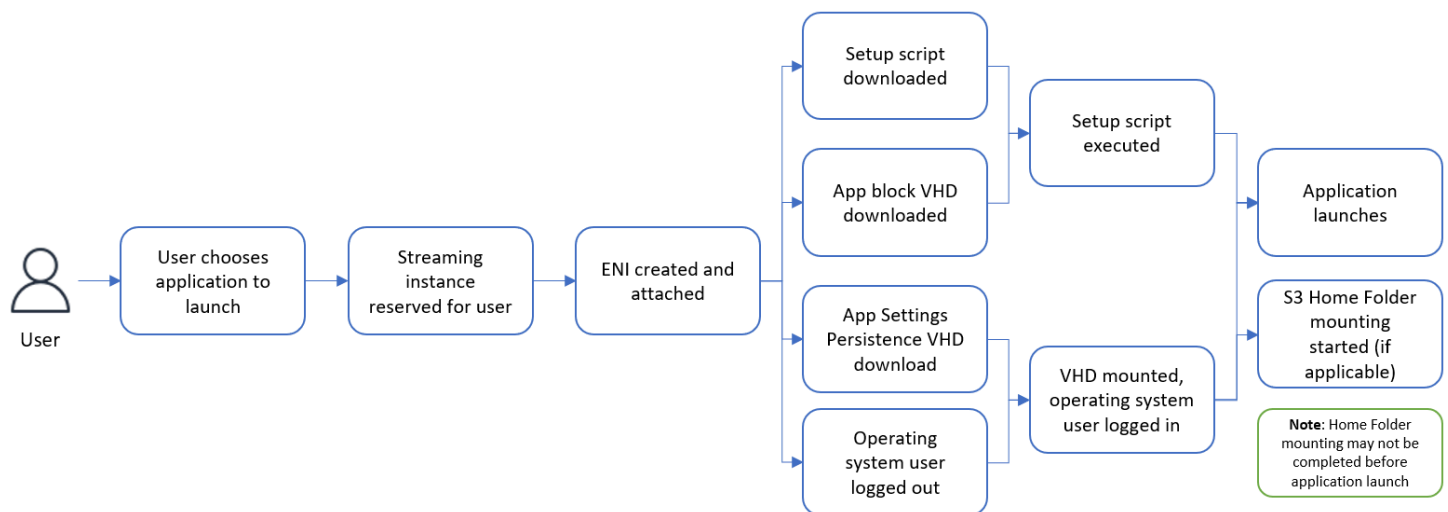 User
User chooses
application to
launch
Streaming
instance
reserved for user
ENI created and
attached
Setup script
downloaded
App block VHD
downloaded
App Settings
Persistence VHD
download
Operating
system user
logged out
Setup script
executed
VHD mounted,
operating system
user logged in
Application
launches
S3 Home Folder
mounting
started (if
applicable)
Note: Home Folder
mounting may not be
completed before
application launch